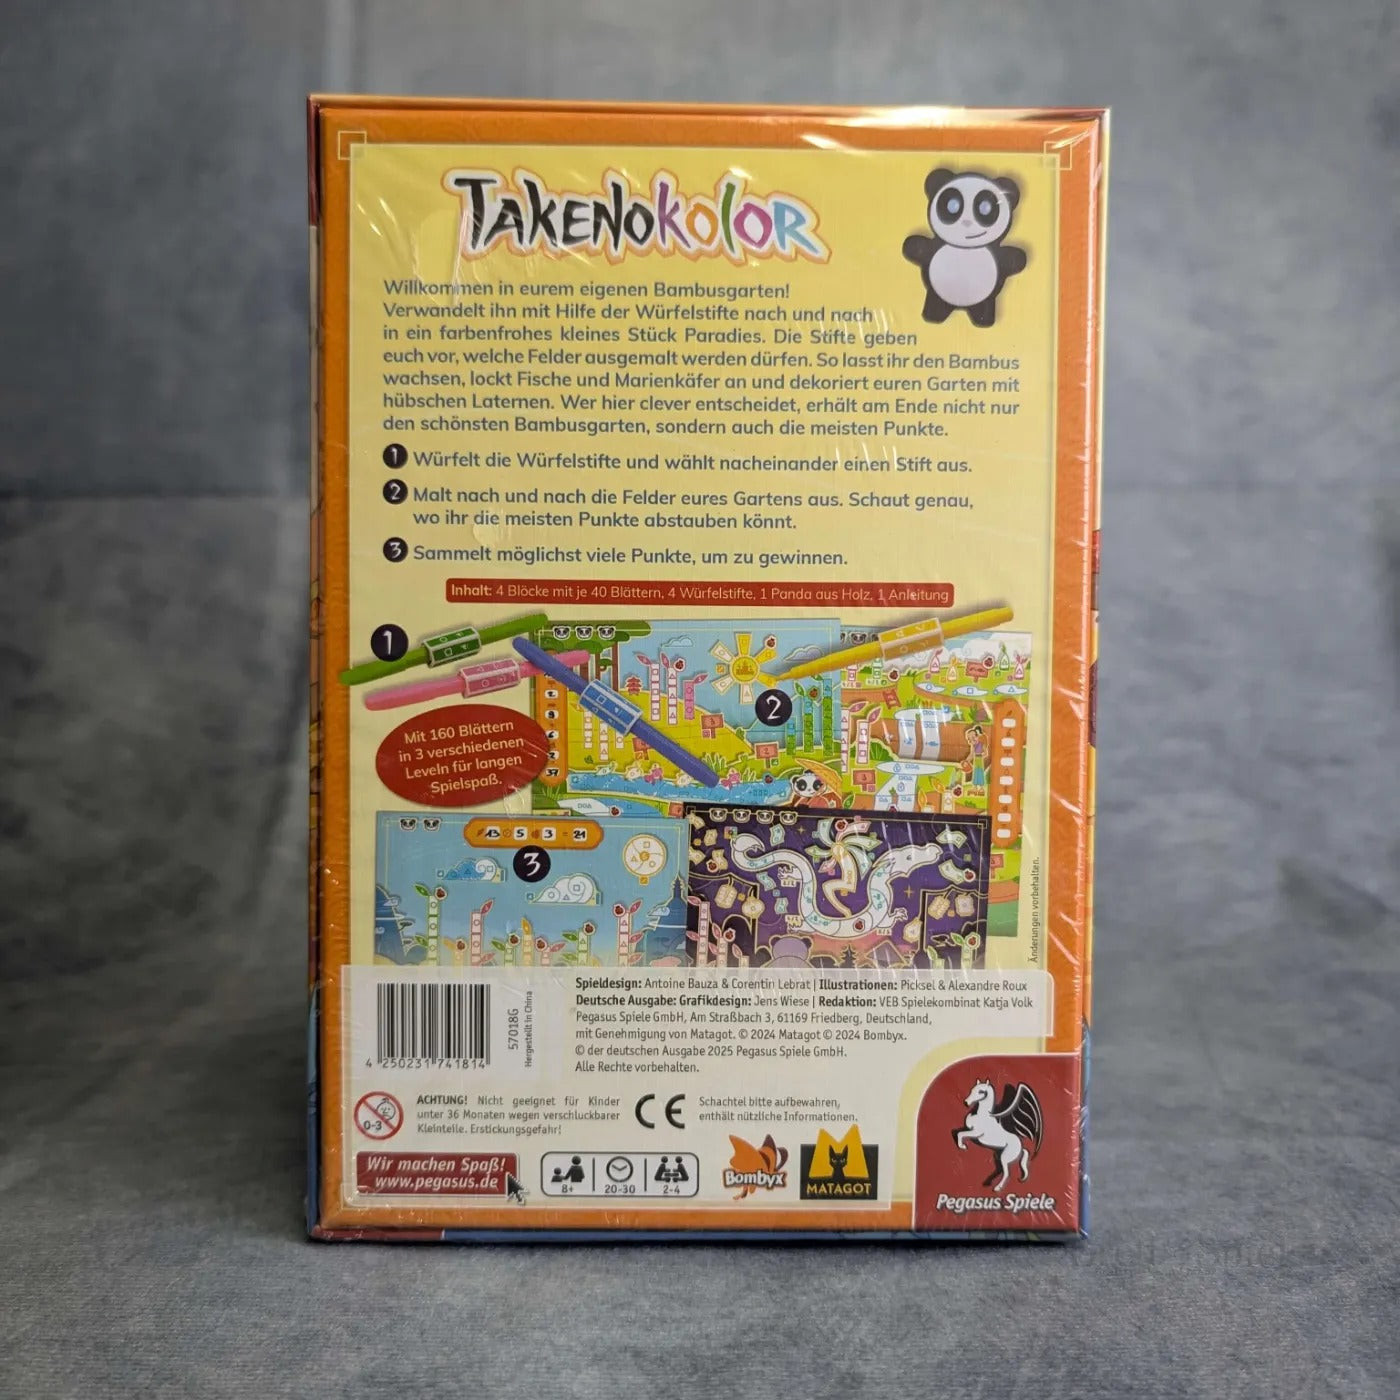 TAKENOKOLOR
Willkommen in eurem eigenen Bambusgarten!
Verwandelt ihn mit Hilfe der Würfelstifte nach und nach
in ein farbenfrohes kleines Stück Paradies. Die Stifte geben
euch vor, welche Felder ausgemalt werden dürfen. So lasst ihr den Bambus
wachsen, lockt Fische und Marienkäfer an und dekoriert euren Garten mit
hübschen Laternen. Wer hier clever entscheidet, erhält am Ende nicht nur
den schönsten Bambusgarten, sondern auch die meisten Punkte.
1 Würfelt die Würfelstifte und wählt nacheinander einen Stift aus.
2 Malt nach und nach die Felder eures Gartens aus. Schaut genau,
wo ihr die meisten Punkte abstauben könnt.
3 Sammelt möglichst viele Punkte, um zu gewinnen.
Inhalt: 4 Blöcke mit je 40 Blättern, 4 Würfelstifte, 1 Panda aus Holz, 1 Anleitung
1
2
Mit 160 Blättern
in 3 verschiedenen
Leveln für langen
Spielspaß.
13 5 3 = 21
3
Änderungen vorbehalten.
Spieldesign: Antoine Bauza & Corentin Lebrat | Illustrationen: Picksel & Alexandre Roux
Deutsche Ausgabe: Grafikdesign: Jens Wiese | Redaktion: VEB Spielekombinat Katja Volk
Pegasus Spiele GmbH, Am Straßbach 3, 61169 Friedberg, Deutschland,
mit Genehmigung von Matagot. © 2024 Matagot © 2024 Bombyx.
© der deutschen Ausgabe 2025 Pegasus Spiele GmbH.
Alle Rechte vorbehalten.
4 250231 741814
57018G
Hergestellt in China
0-3
ACHTUNG! Nicht geeignet für Kinder
unter 36 Monaten wegen verschluckbarer
Kleinteile. Erstickungsgefahr!
CE
Schachtel bitte aufbewahren,
enthält nützliche Informationen.
Wir machen Spaß!
www.pegasus.de
8+
20-30
2-4
Bombyx
MATAGOT
Pegasus Spiele